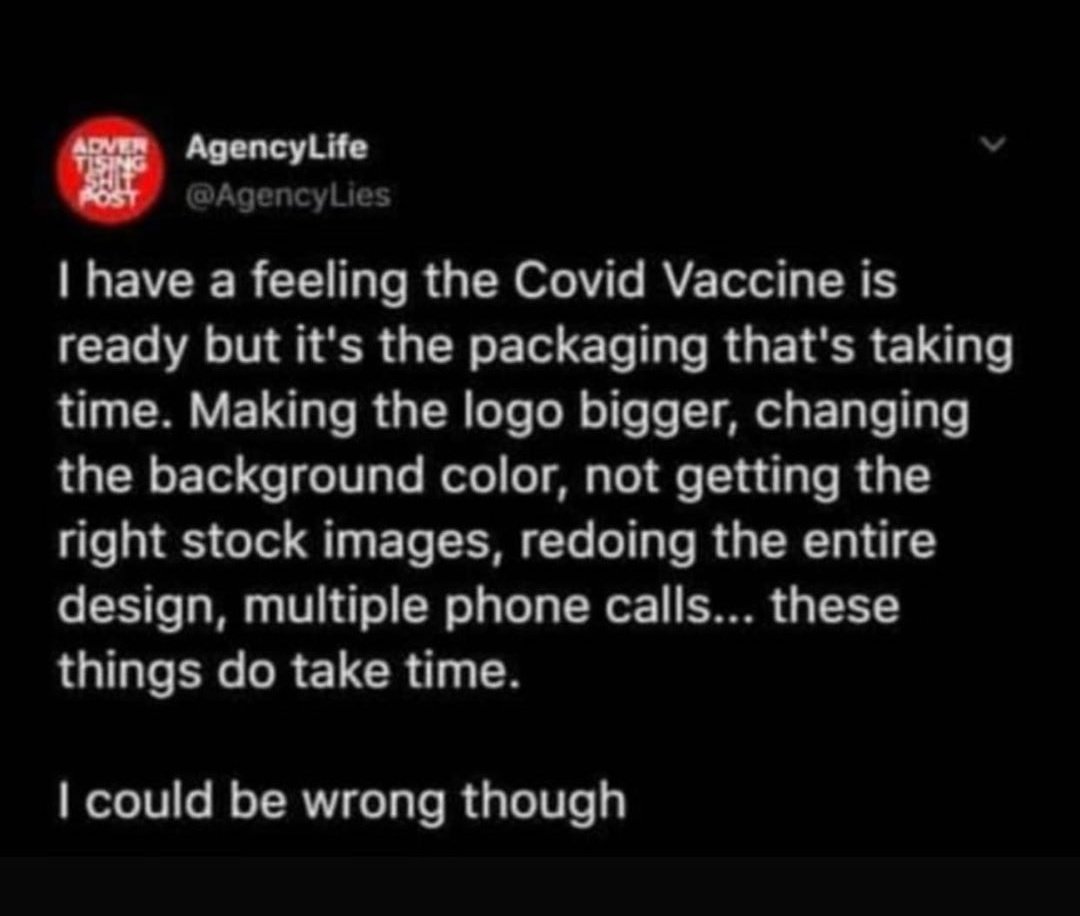 ADVER
TISING
SHIT
POST
AgencyLife
@AgencyLies
I have a feeling the Covid Vaccine is
ready but it's the packaging that's taking
time. Making the logo bigger, changing
the background color, not getting the
right stock images, redoing the entire
design, multiple phone calls... these
things do take time.
I could be wrong though